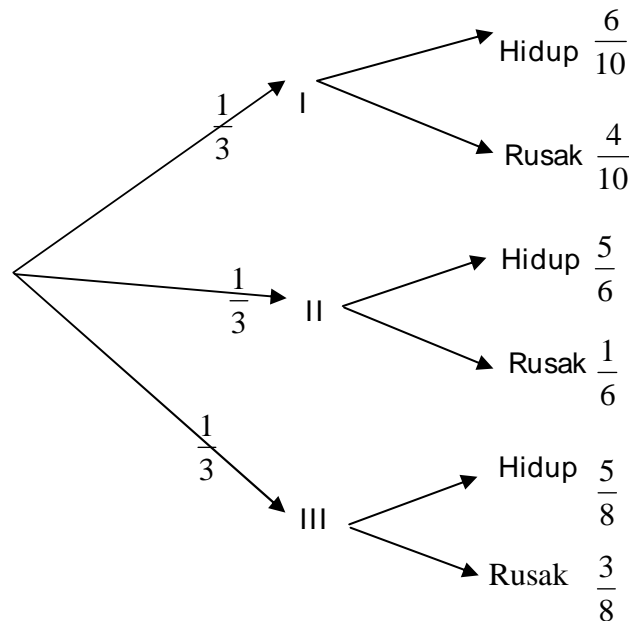 1/3
I
Hidup 6/10
Rusak 4/10
1/3
II
Hidup 5/6
Rusak 1/6
1/3
III
Hidup 5/8
Rusak 3/8